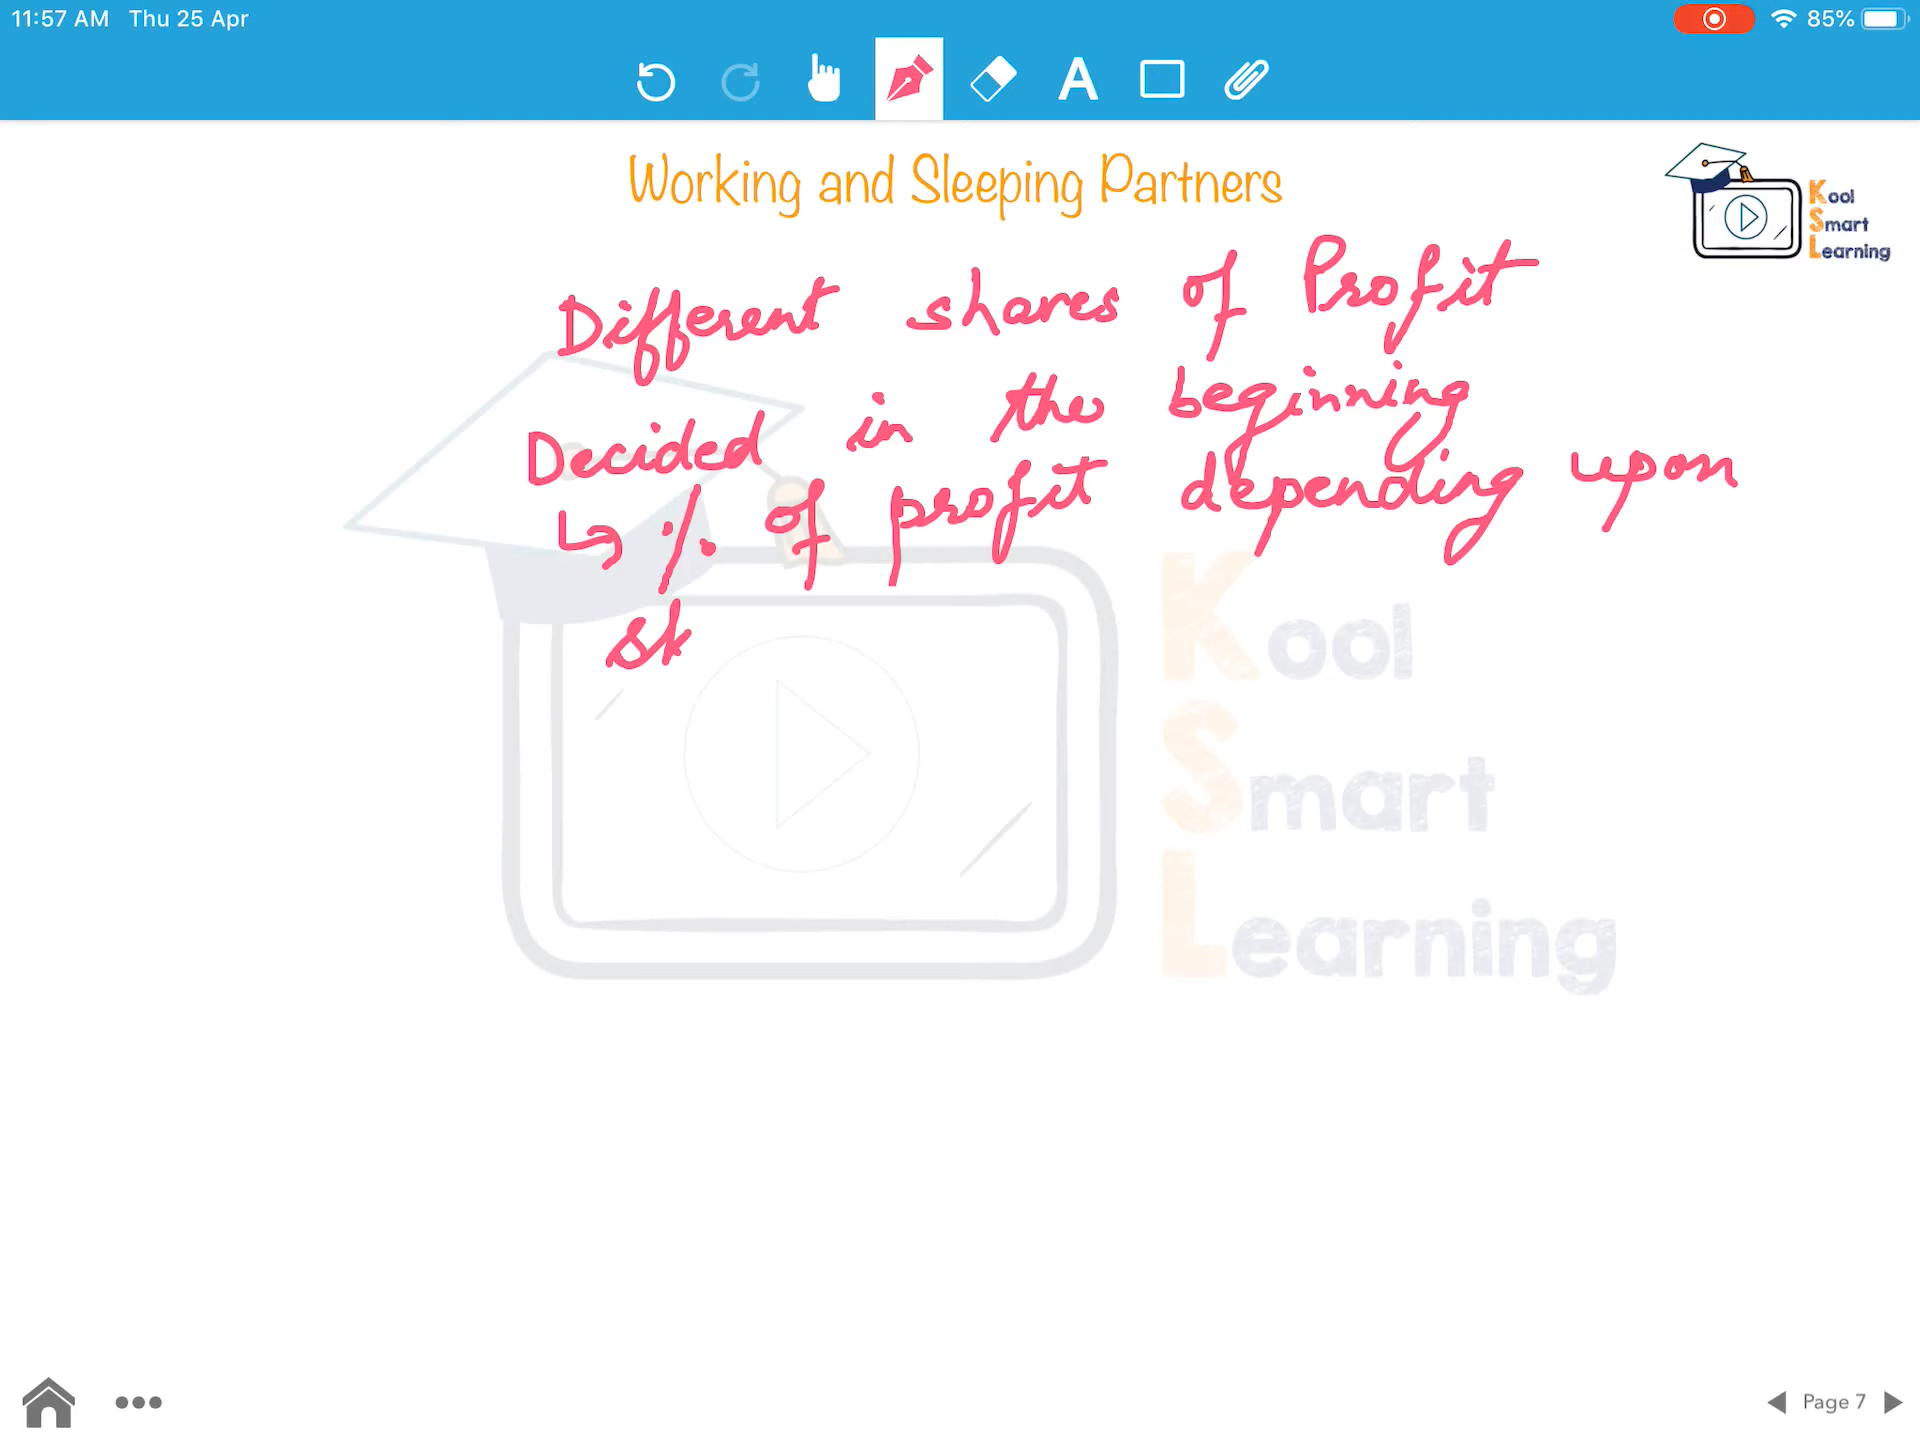 11:57 AM Thu 25 Apr
85%
A
Working and Sleeping Partners
Kool
Smart
Learning
Different shares of Profit
Decided in the beginning
↳ % of profit depending upon
sk
Kool
Smart
Learning
Page 7